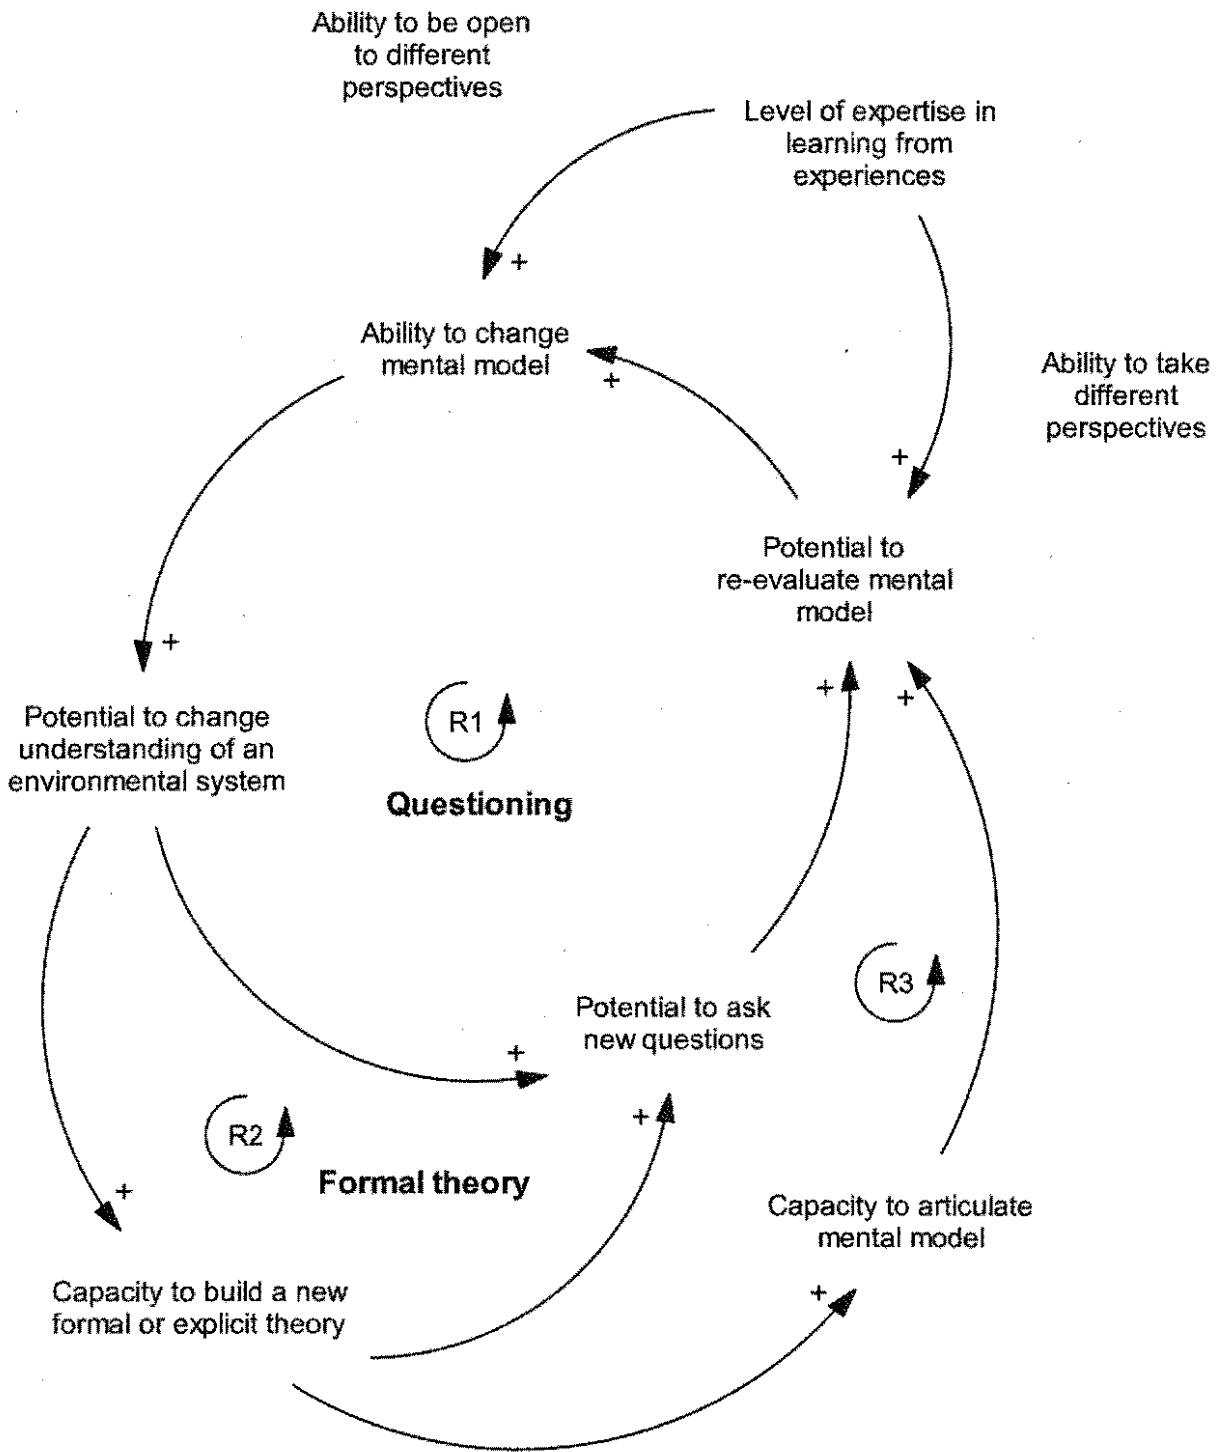 Ability to be open
to different
perspectives
Level of expertise in
learning from
experiences
+
Ability to change
mental model
+
Ability to take
different
perspectives
+
Potential to
re-evaluate mental
model
+
+
+
Potential to change
understanding of an
environmental system
R1
Questioning
R3
Potential to ask
new questions
+
+
R2
Formal theory
+
Capacity to articulate
mental model
+
Capacity to build a new
formal or explicit theory